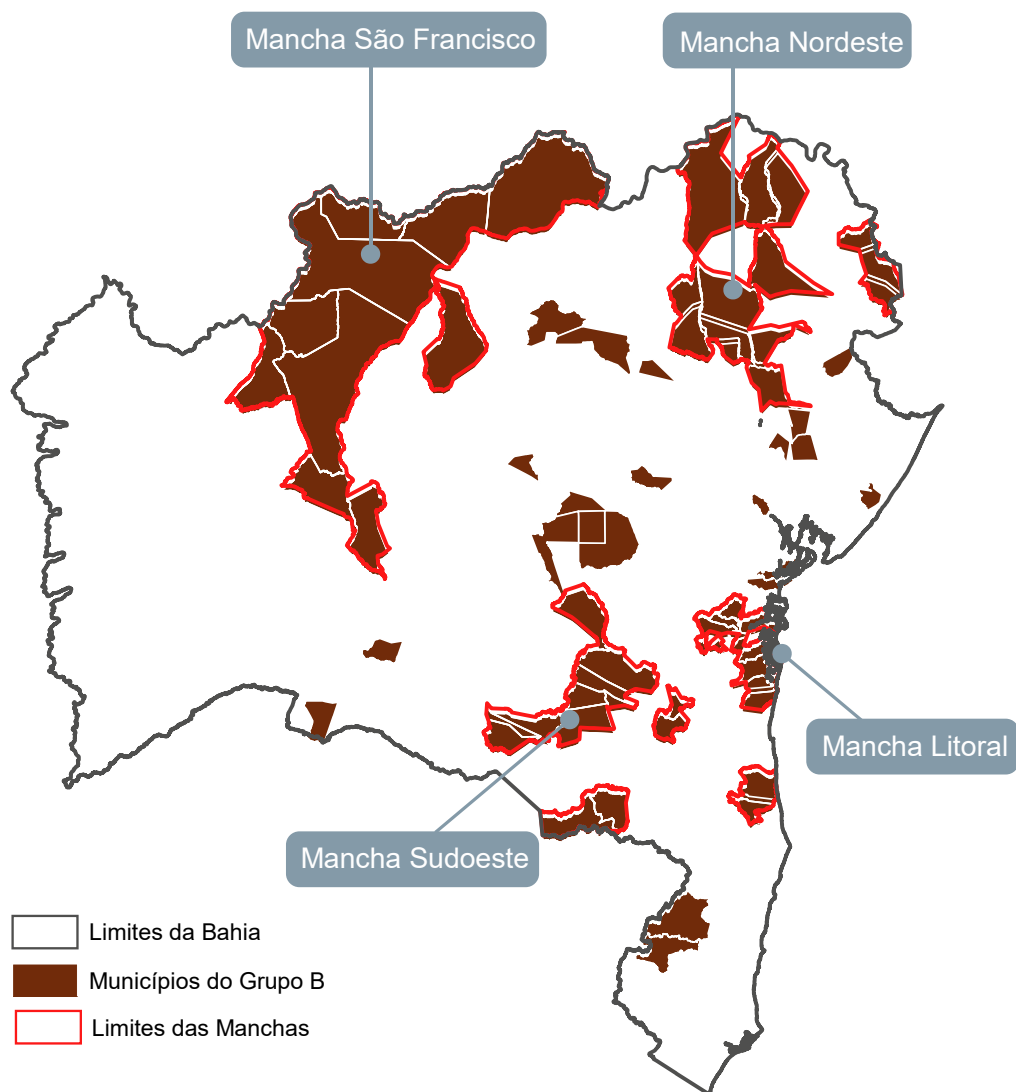 Mancha São Francisco
Mancha Nordeste
Mancha Litoral
Mancha Sudoeste
Limites da Bahia
Municípios do Grupo B
Limites das Manchas